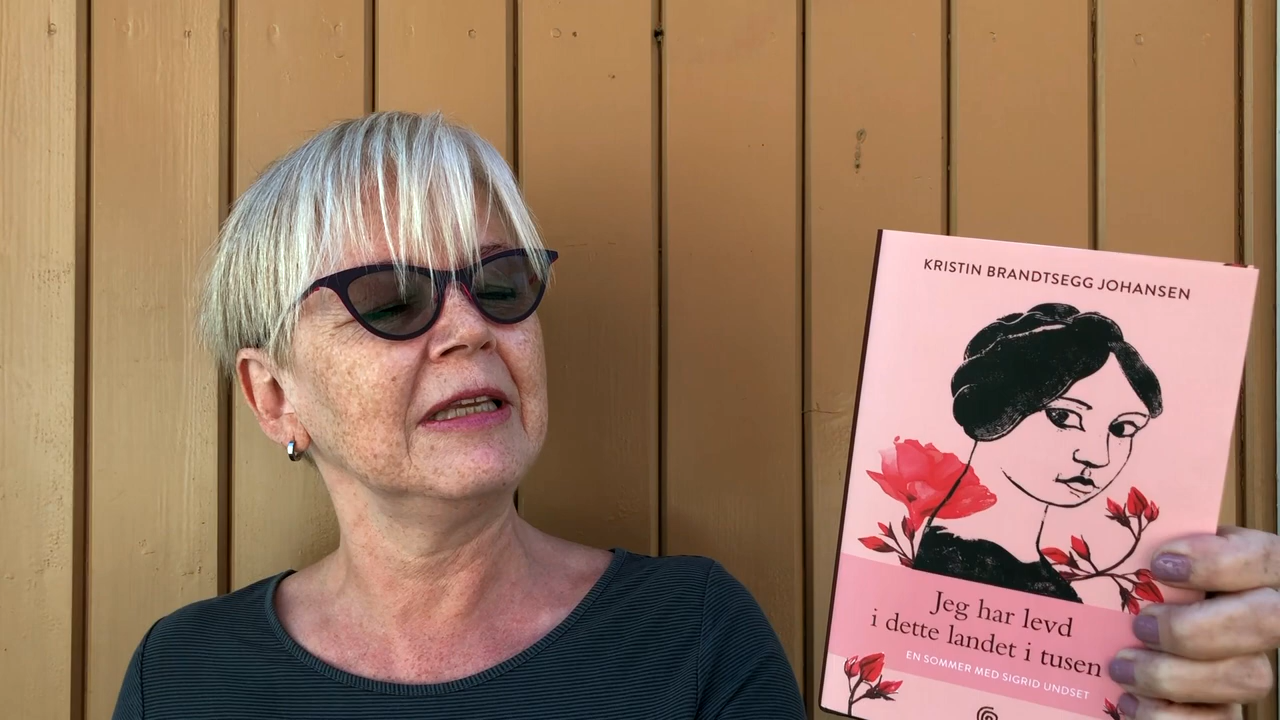 KRISTIN BRANDTSEGG JOHANSEN
Jeg har levd
i dette landet i tusen
EN SOMMER MED SIGRID UNDSET